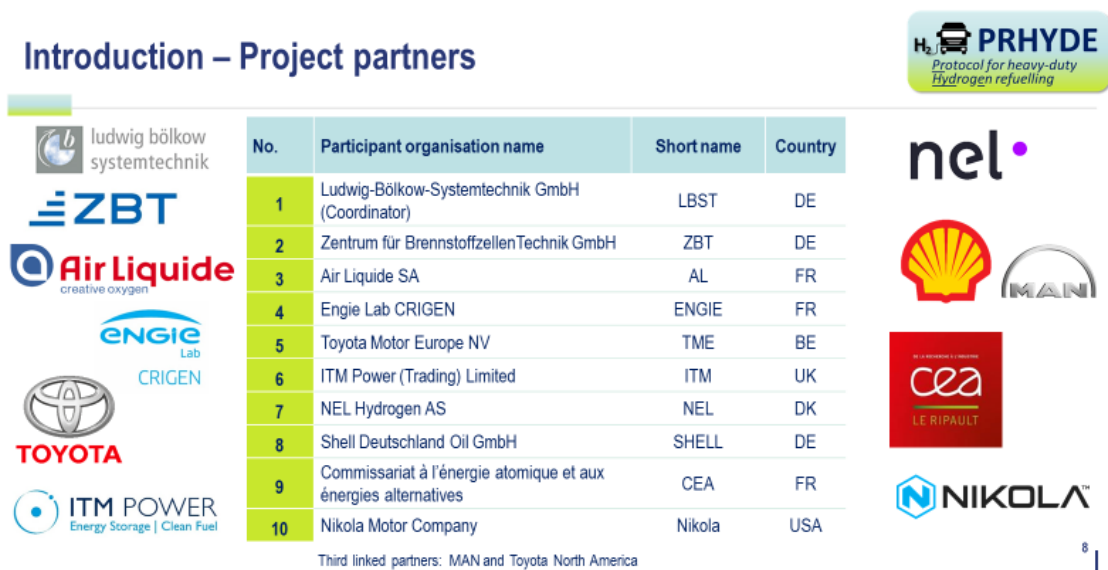 Introduction – Project partners
H2 PRHYDE
Protocol for heavy-duty
Hydrogen refuelling
ludwig bölkow
systemtechnik
ZBT
Air Liquide
creative oxygen
ENGIE
Lab
CRIGEN
TOYOTA
ITM POWER
Energy Storage | Clean Fuel
No. Participant organisation name Short name Country
1 Ludwig-Bölkow-Systemtechnik GmbH
(Coordinator) LBST DE
2 Zentrum für BrennstoffzellenTechnik GmbH ZBT DE
3 Air Liquide SA AL FR
4 Engie Lab CRIGEN ENGIE FR
5 Toyota Motor Europe NV TME BE
6 ITM Power (Trading) Limited ITM UK
7 NEL Hydrogen AS NEL DK
8 Shell Deutschland Oil GmbH SHELL DE
9 Commissariat à l’énergie atomique et aux
énergies alternatives CEA FR
10 Nikola Motor Company Nikola USA
Third linked partners: MAN and Toyota North America
nel
MAN
DE LA RECHERCHE À L'INDUSTRIE
cea
LE RIPAULT
NIKOLA
8